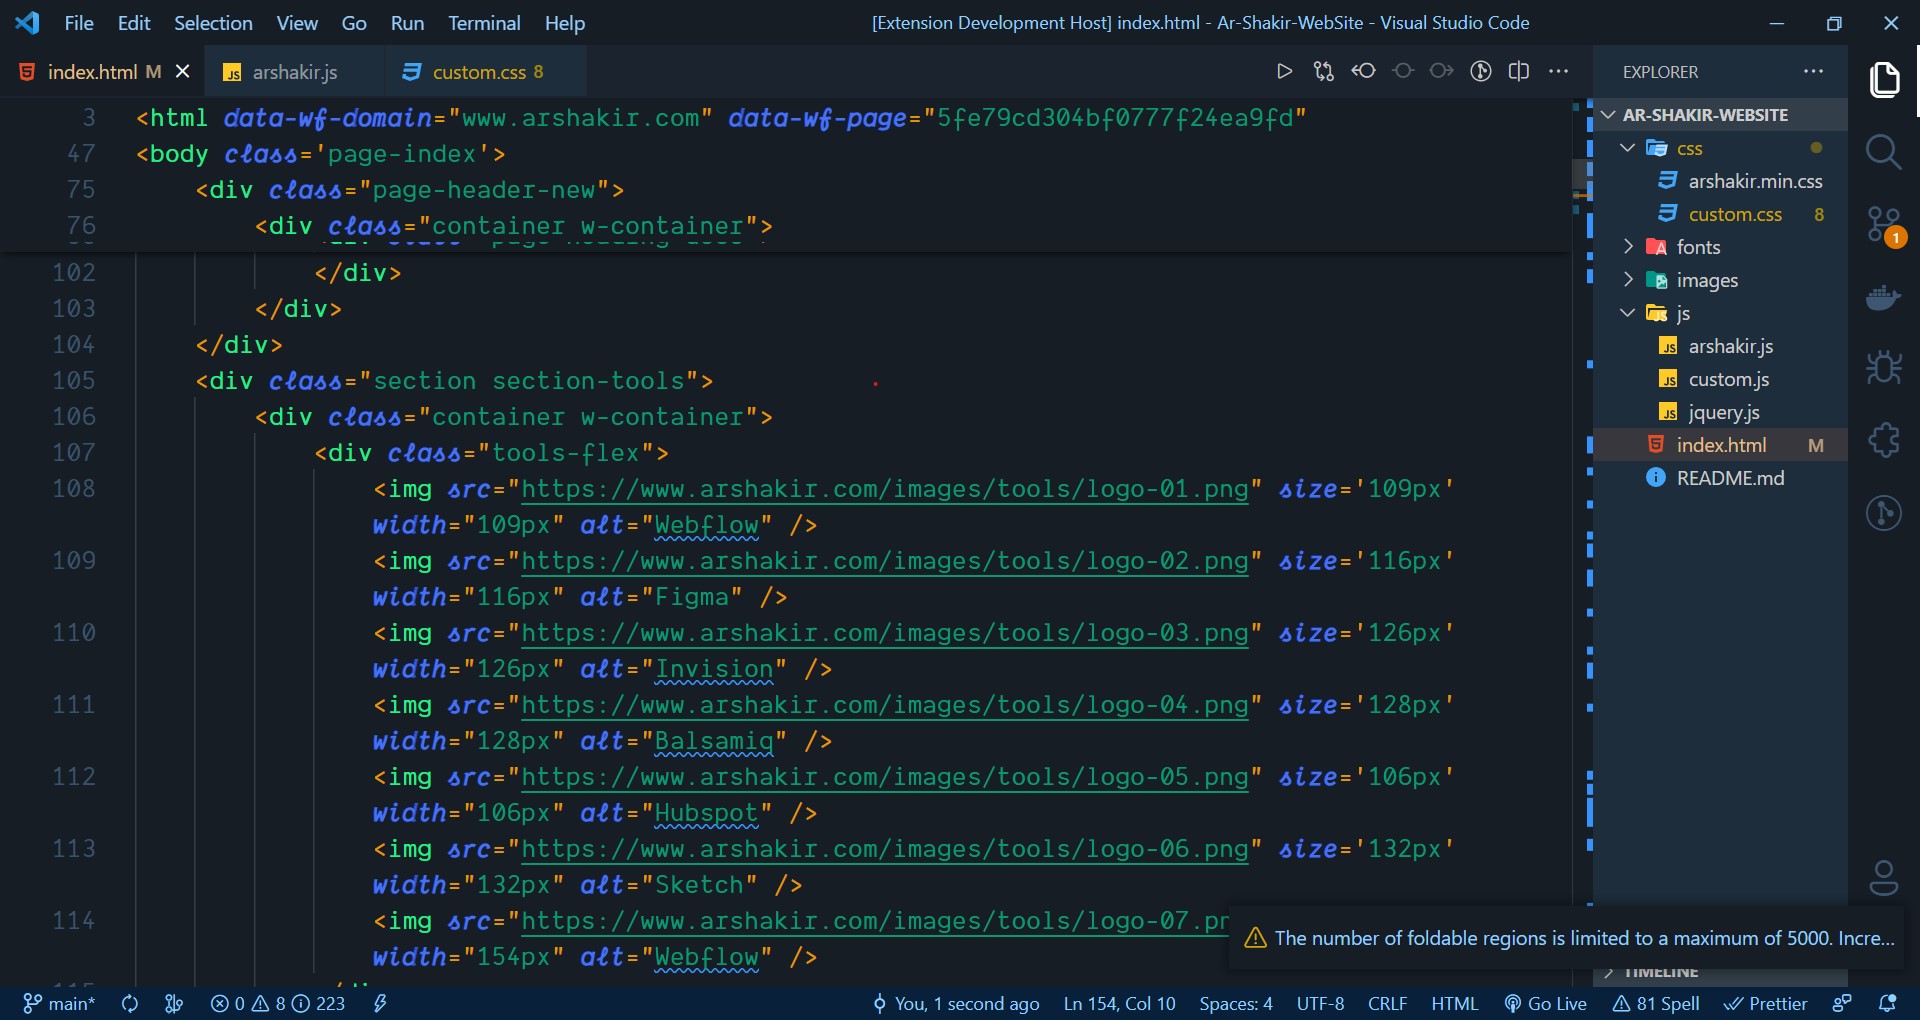 File Edit Selection View Go Run Terminal Help
[Extension Development Host] index.html - Ar-Shakir-WebSite - Visual Studio Code
index.html M
arshakir.js
custom.css 8
3 <html data-wf-domain="www.arshakir.com" data-wf-page="5fe79cd304bf0777f24ea9fd"
47 <body class='page-index'>
75 <div class="page-header-new">
76 <div class="container w-container">
102 </div>
103 </div>
104 </div>
105 <div class="section section-tools">
106 <div class="container w-container">
107 <div class="tools-flex">
108 <img src="https://www.arshakir.com/images/tools/logo-01.png" size='109px'
width="109px" alt="Webflow" />
109 <img src="https://www.arshakir.com/images/tools/logo-02.png" size='116px'
width="116px" alt="Figma" />
110 <img src="https://www.arshakir.com/images/tools/logo-03.png" size='126px'
width="126px" alt="Invision" />
111 <img src="https://www.arshakir.com/images/tools/logo-04.png" size='128px'
width="128px" alt="Balsamiq" />
112 <img src="https://www.arshakir.com/images/tools/logo-05.png" size='106px'
width="106px" alt="Hubspot" />
113 <img src="https://www.arshakir.com/images/tools/logo-06.png" size='132px'
width="132px" alt="Sketch" />
114 <img src="https://www.arshakir.com/images/tools/logo-07.pn
width="154px" alt="Webflow" />
EXPLORER
AR-SHAKIR-WEBSITE
css
arshakir.min.css
custom.css 8
fonts
images
js
arshakir.js
custom.js
jquery.js
index.html M
README.md
1
The number of foldable regions is limited to a maximum of 5000. Incre...
TIMELINE
main* 0 8 223
You, 1 second ago Ln 154, Col 10 Spaces: 4 UTF-8 CRLF HTML Go Live 81 Spell Prettier